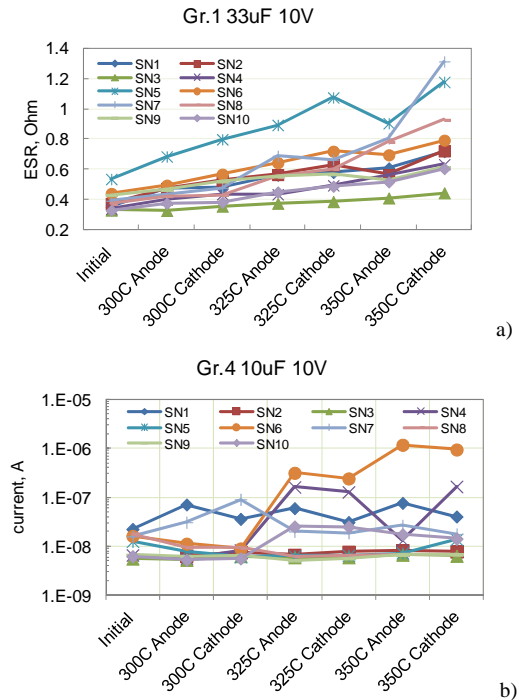 Gr.1 33uF 10V
ESR, Ohm
1.4
1.2
1
0.8
0.6
0.4
0.2
SN1 SN2
SN3 SN4
SN5 SN6
SN7 SN8
SN9 SN10
Initial
300C Anode
300C Cathode
325C Anode
325C Cathode
350C Anode
350C Cathode
a)
Gr.4 10uF 10V
current, A
1.E-05
1.E-06
1.E-07
1.E-08
1.E-09
SN1 SN2 SN3 SN4
SN5 SN6 SN7 SN8
SN9 SN10
Initial
300C Anode
300C Cathode
325C Anode
325C Cathode
350C Anode
350C Cathode
b)